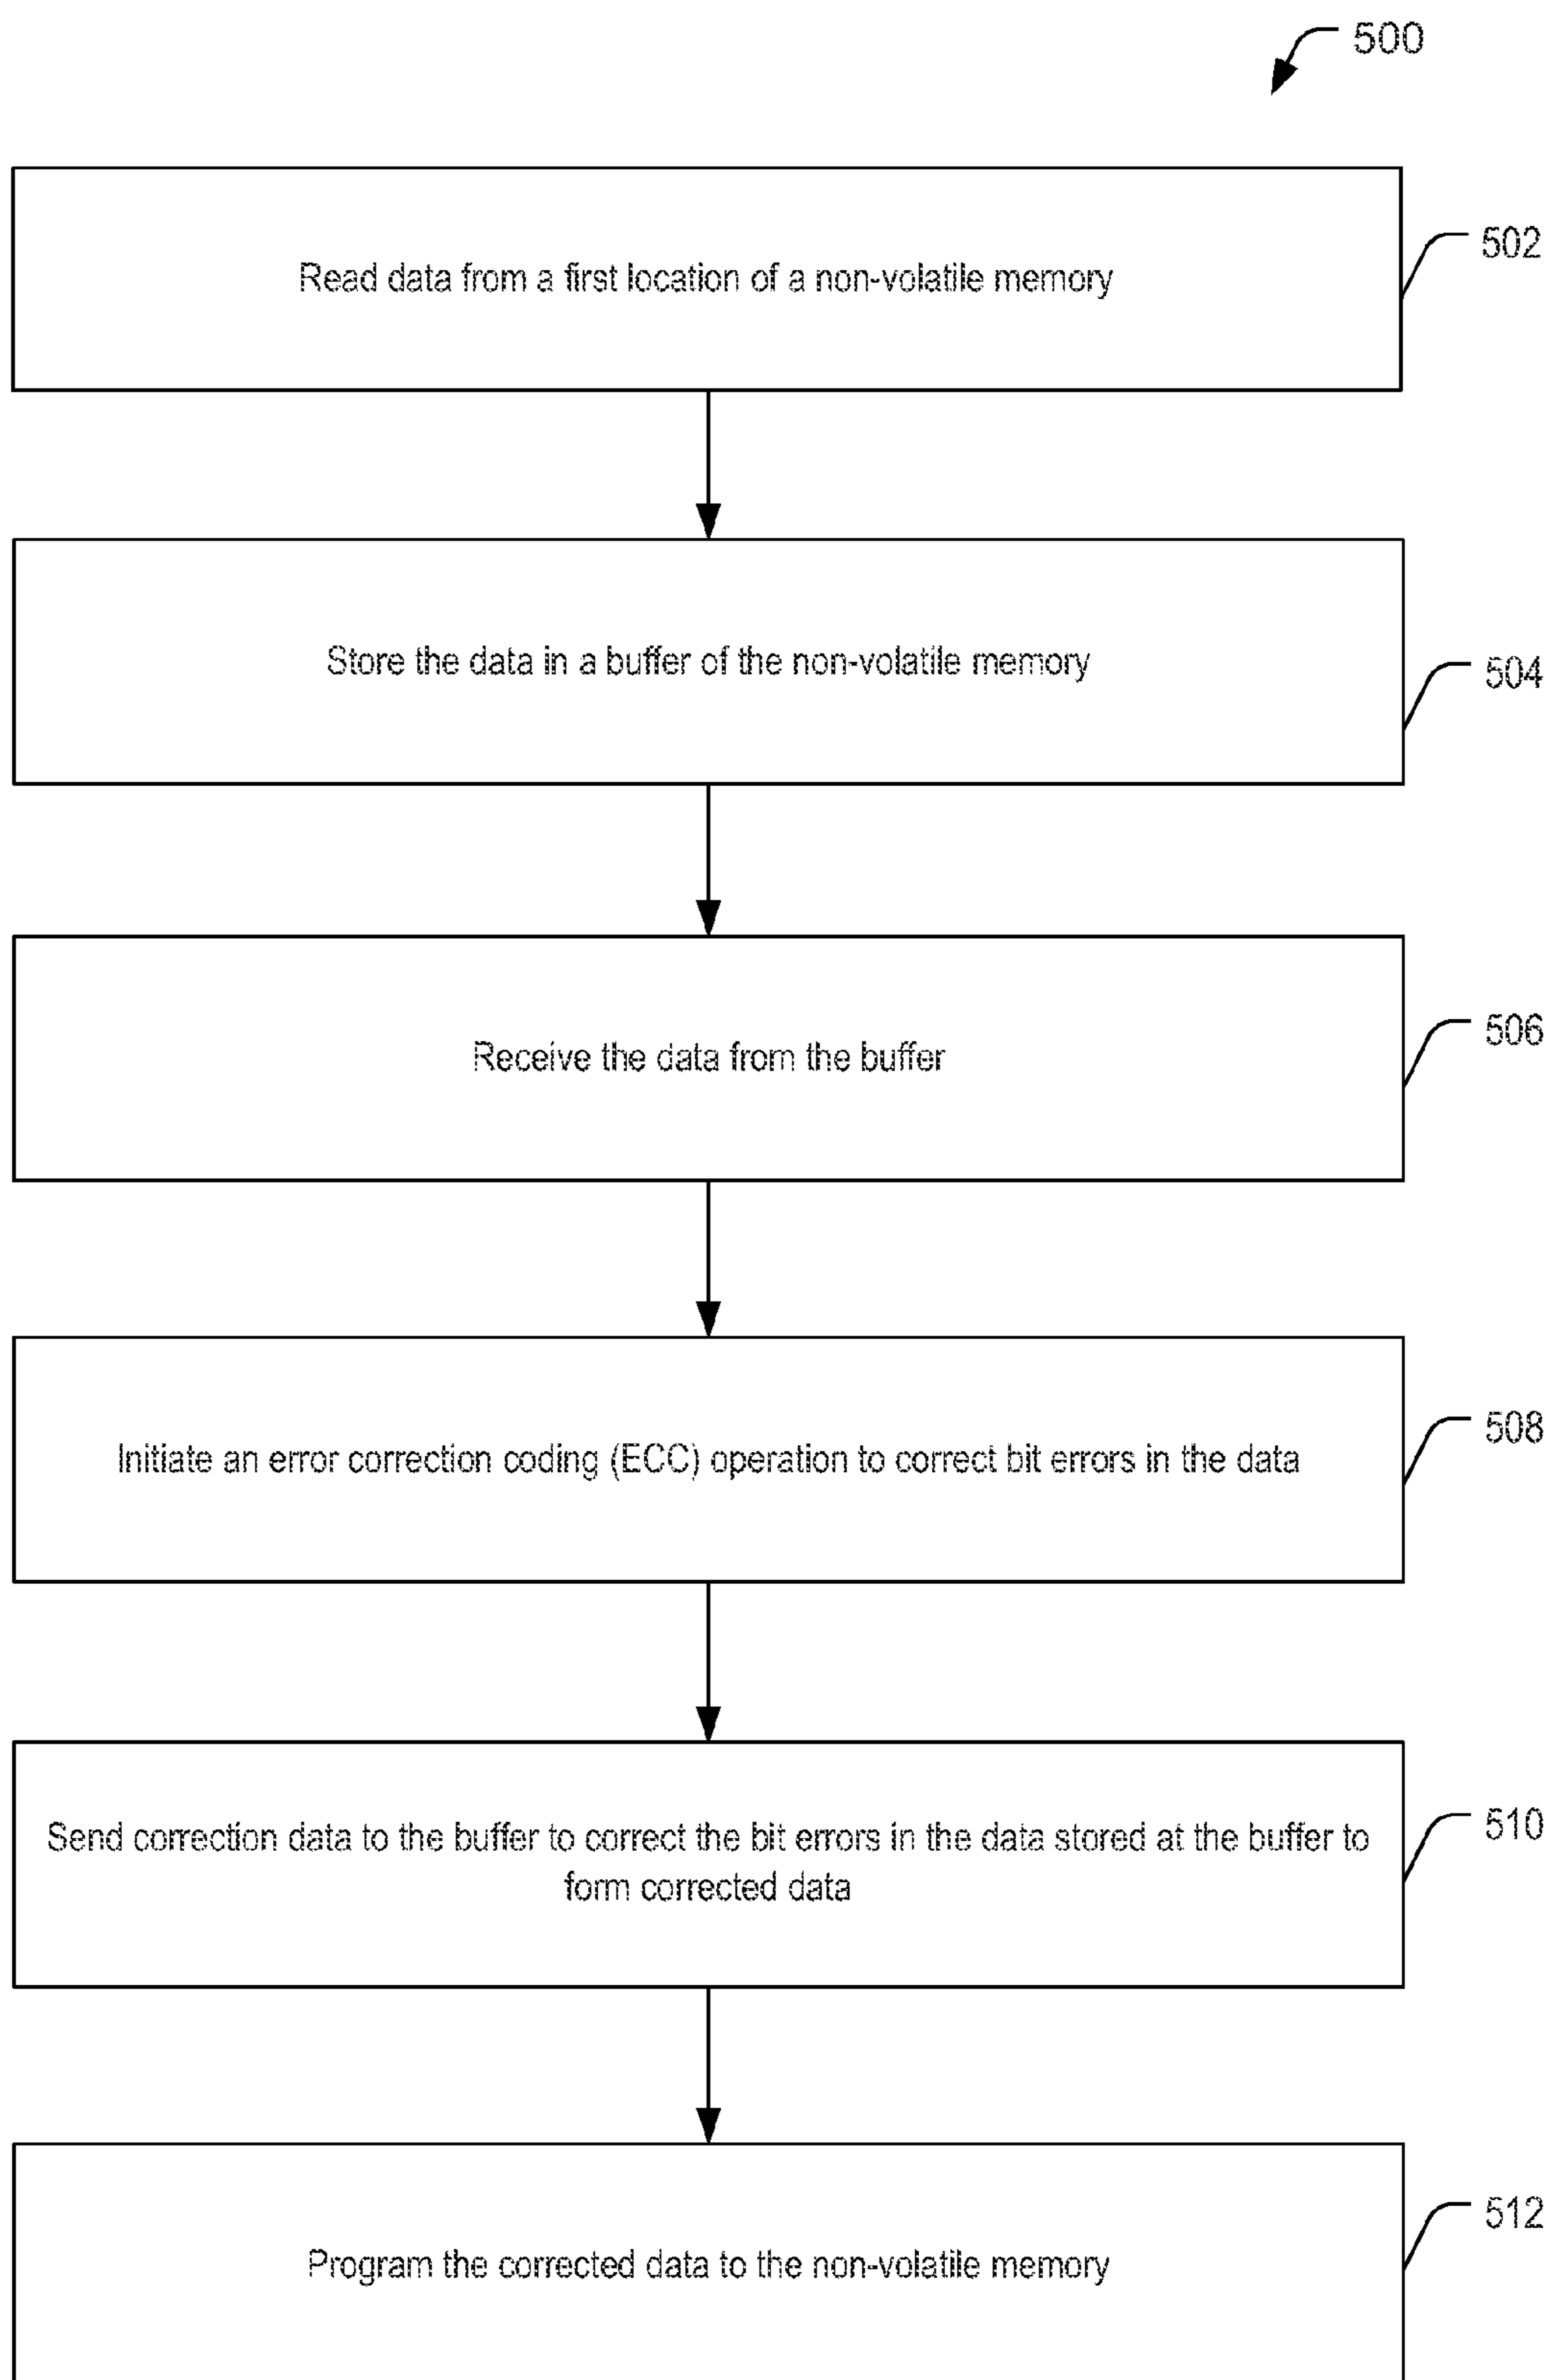 500
Read data from a first location of a non-volatile memory
502
Store the data in a buffer of the non-volatile memory
504
Receive the data from the buffer
506
Initiate an error correction coding (ECC) operation to correct bit errors in the data
508
Send correction data to the buffer to correct the bit errors in the data stored at the buffer to
form corrected data
510
Program the corrected data to the non-volatile memory
512